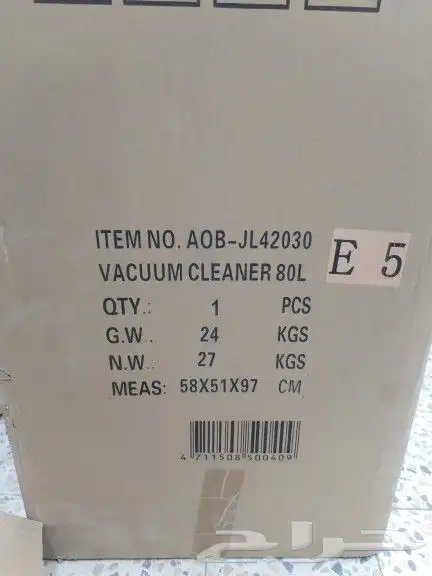 ITEM NO. AOB-JL42030
VACUUM CLEANER 80L
E 5
QTY.: 1 PCS
G.W.. 24 KGS
N.W.: 27 KGS
MEAS: 58X51X97 CM
4 711508 500409
حراج